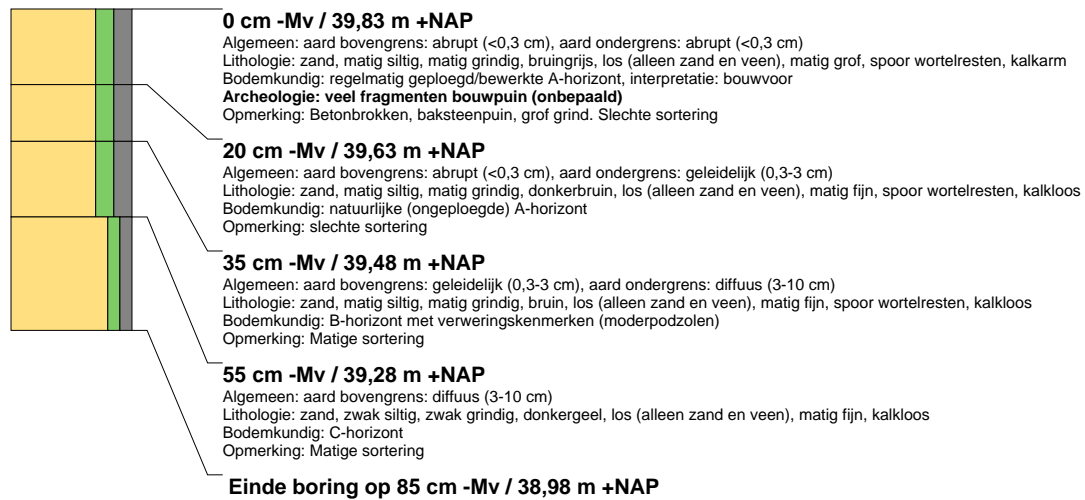 0 cm -Mv / 39,83 m +NAP
Algemeen: aard bovengrens: abrupt (<0,3 cm), aard ondergrens: abrupt (<0,3 cm)
Lithologie: zand, matig siltig, matig grindig, bruingrijs, los (alleen zand en veen), matig grof, spoor wortelresten, kalkarm
Bodemkundig: regelmatig geploegd/bewerkte A-horizont, interpretatie: bouwvoor
Archeologie: veel fragmenten bouwpuin (onbepaald)
Opmerking: Betonbrokken, baksteenpuin, grof grind. Slechte sortering
20 cm -Mv / 39,63 m +NAP
Algemeen: aard bovengrens: abrupt (<0,3 cm), aard ondergrens: geleidelijk (0,3-3 cm)
Lithologie: zand, matig siltig, matig grindig, donkerbruin, los (alleen zand en veen), matig fijn, spoor wortelresten, kalkloos
Bodemkundig: natuurlijke (ongeploegde) A-horizont
Opmerking: slechte sortering
35 cm -Mv / 39,48 m +NAP
Algemeen: aard bovengrens: geleidelijk (0,3-3 cm), aard ondergrens: diffuus (3-10 cm)
Lithologie: zand, matig siltig, matig grindig, bruin, los (alleen zand en veen), matig fijn, spoor wortelresten, kalkloos
Bodemkundig: B-horizont met verweringskenmerken (moderpodzolen)
Opmerking: Matige sortering
55 cm -Mv / 39,28 m +NAP
Algemeen: aard bovengrens: diffuus (3-10 cm)
Lithologie: zand, zwak siltig, zwak grindig, donkergeel, los (alleen zand en veen), matig fijn, kalkloos
Bodemkundig: C-horizont
Opmerking: Matige sortering
Einde boring op 85 cm -Mv / 38,98 m +NAP